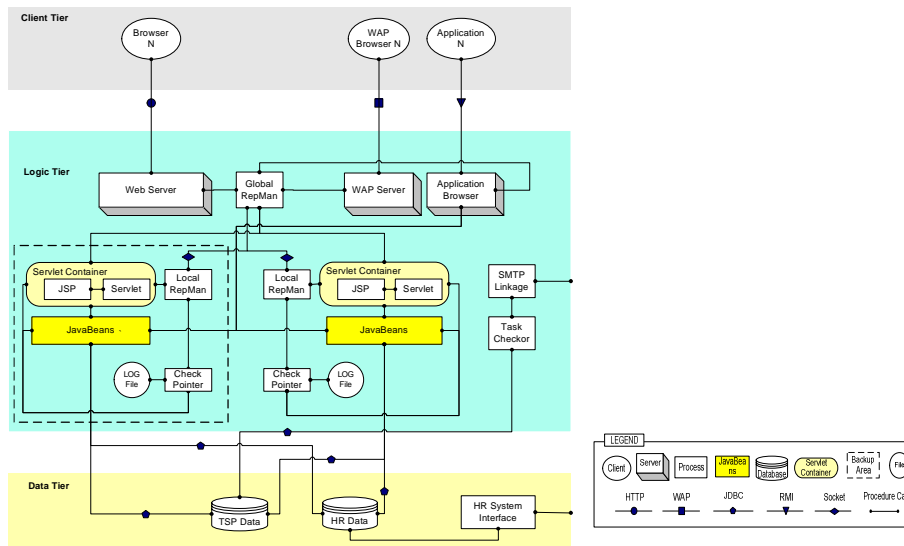 Client Tier
Browser
N
WAP
Browser N
Application
N
Logic Tier
Web Server
Global
RepMan
WAP Server
Application
Browser
Servlet Container
JSP
Servlet
Local
RepMan
Local
RepMan
Servlet Container
JSP
Servlet
SMTP
Linkage
JavaBeans
JavaBeans
Task
Checkor
LOG
File
Check
Pointer
Check
Pointer
LOG
File
Data Tier
TSP Data
HR Data
HR System
Interface
LEGEND
Client
Server
Process
JavaBea
ns
Database
Servlet
Container
Backup
Area
File
HTTP
WAP
JDBC
RMI
Socket
Procedure Ca